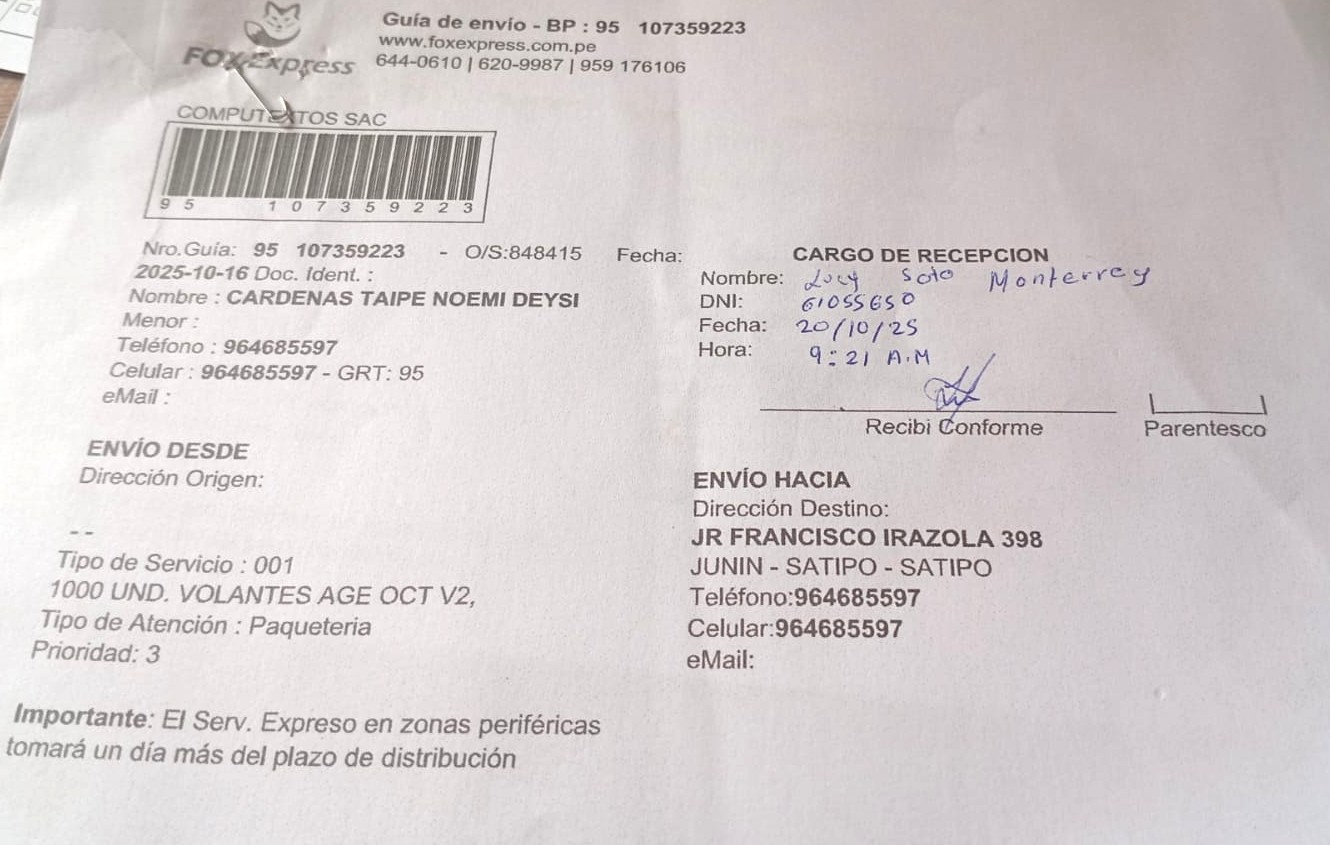 FOXExpress
Guía de envío - BP : 95 107359223
www.foxexpress.com.pe
644-0610 | 620-9987 | 959 176106
COMPUTEXTOS SAC
95 107359223
Nro.Guía: 95 107359223 - O/S:848415 Fecha:
2025-10-16 Doc. Ident. :
Nombre : CARDENAS TAIPE NOEMI DEYSI
Menor :
Teléfono : 964685597
Celular : 964685597 - GRT: 95
eMail :
CARGO DE RECEPCION
Nombre: Lucy Soto Monterrey
DNI: 61055650
Fecha: 20/10/25
Hora: 9:21 A.M
Recibi Conforme
Parentesco
ENVÍO DESDE
Dirección Origen:
- -
Tipo de Servicio : 001
1000 UND. VOLANTES AGE OCT V2,
Tipo de Atención : Paqueteria
Prioridad: 3
ENVÍO HACIA
Dirección Destino:
JR FRANCISCO IRAZOLA 398
JUNIN - SATIPO - SATIPO
Teléfono:964685597
Celular:964685597
eMail:
Importante: El Serv. Expreso en zonas periféricas
tomará un día más del plazo de distribución